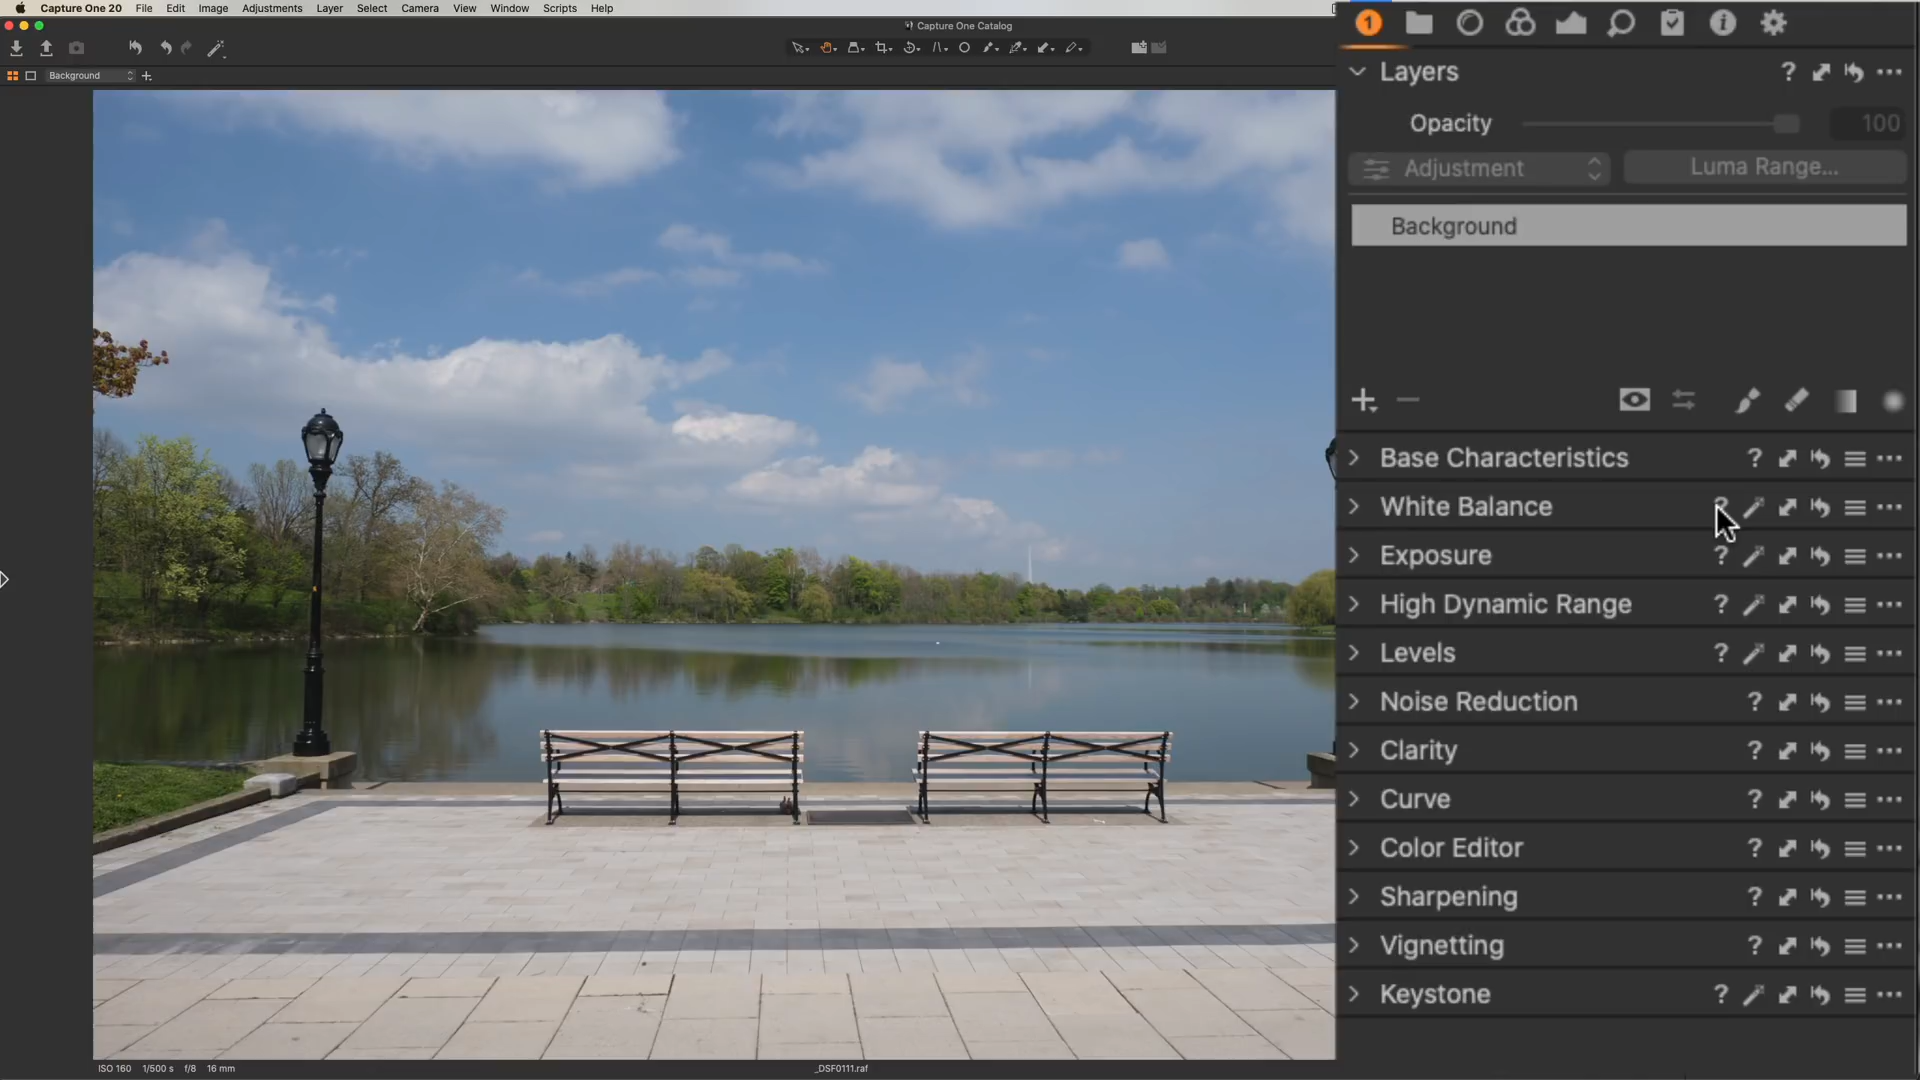 Capture One 20 File Edit Image Adjustments Layer Select Camera View Window Scripts Help
Capture One Catalog
1
Background
Layers ?
Opacity 100
Adjustment Luma Range...
Background
Base Characteristics ?
White Balance ?
Exposure ?
High Dynamic Range ?
Levels ?
Noise Reduction ?
Clarity ?
Curve ?
Color Editor ?
Sharpening ?
Vignetting ?
Keystone ?
ISO 160 1/500 s f/8 16 mm
_DSF0111.raf